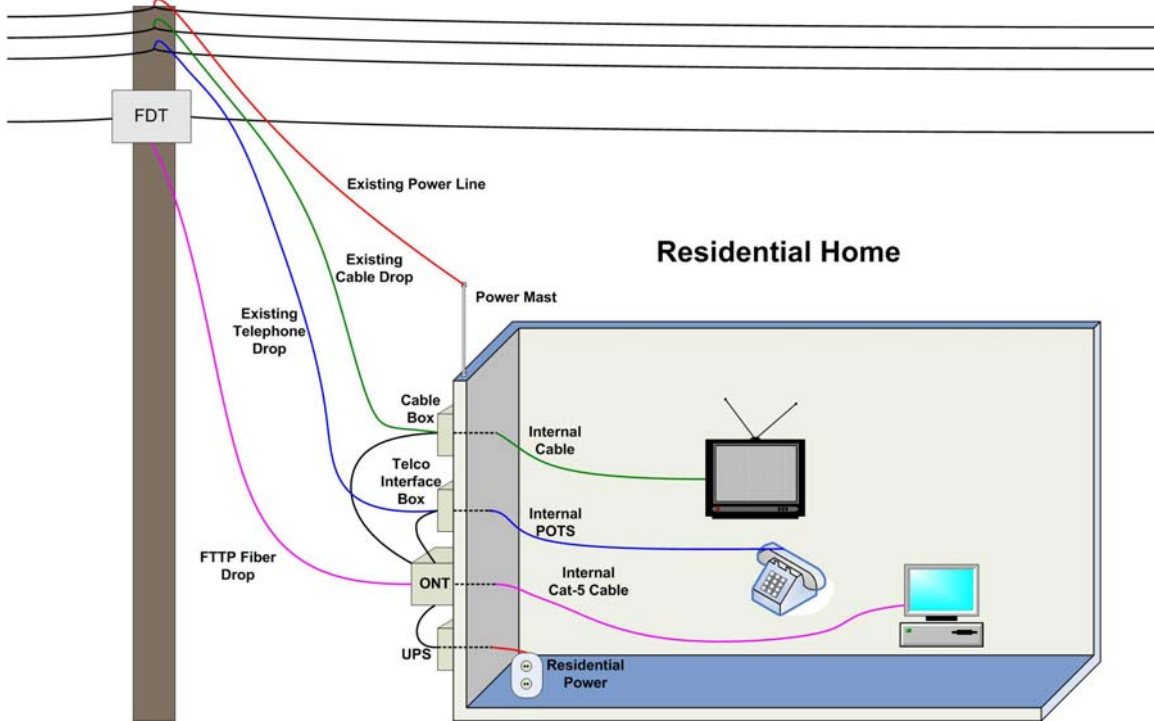 FDT
Existing Power Line
Residential Home
Existing
Cable Drop
Power Mast
Existing
Telephone
Drop
Cable
Box
Internal
Cable
Telco
Interface
Box
Internal
POTS
FTTP Fiber
Drop
ONT
Internal
Cat-5 Cable
UPS
Residential
Power